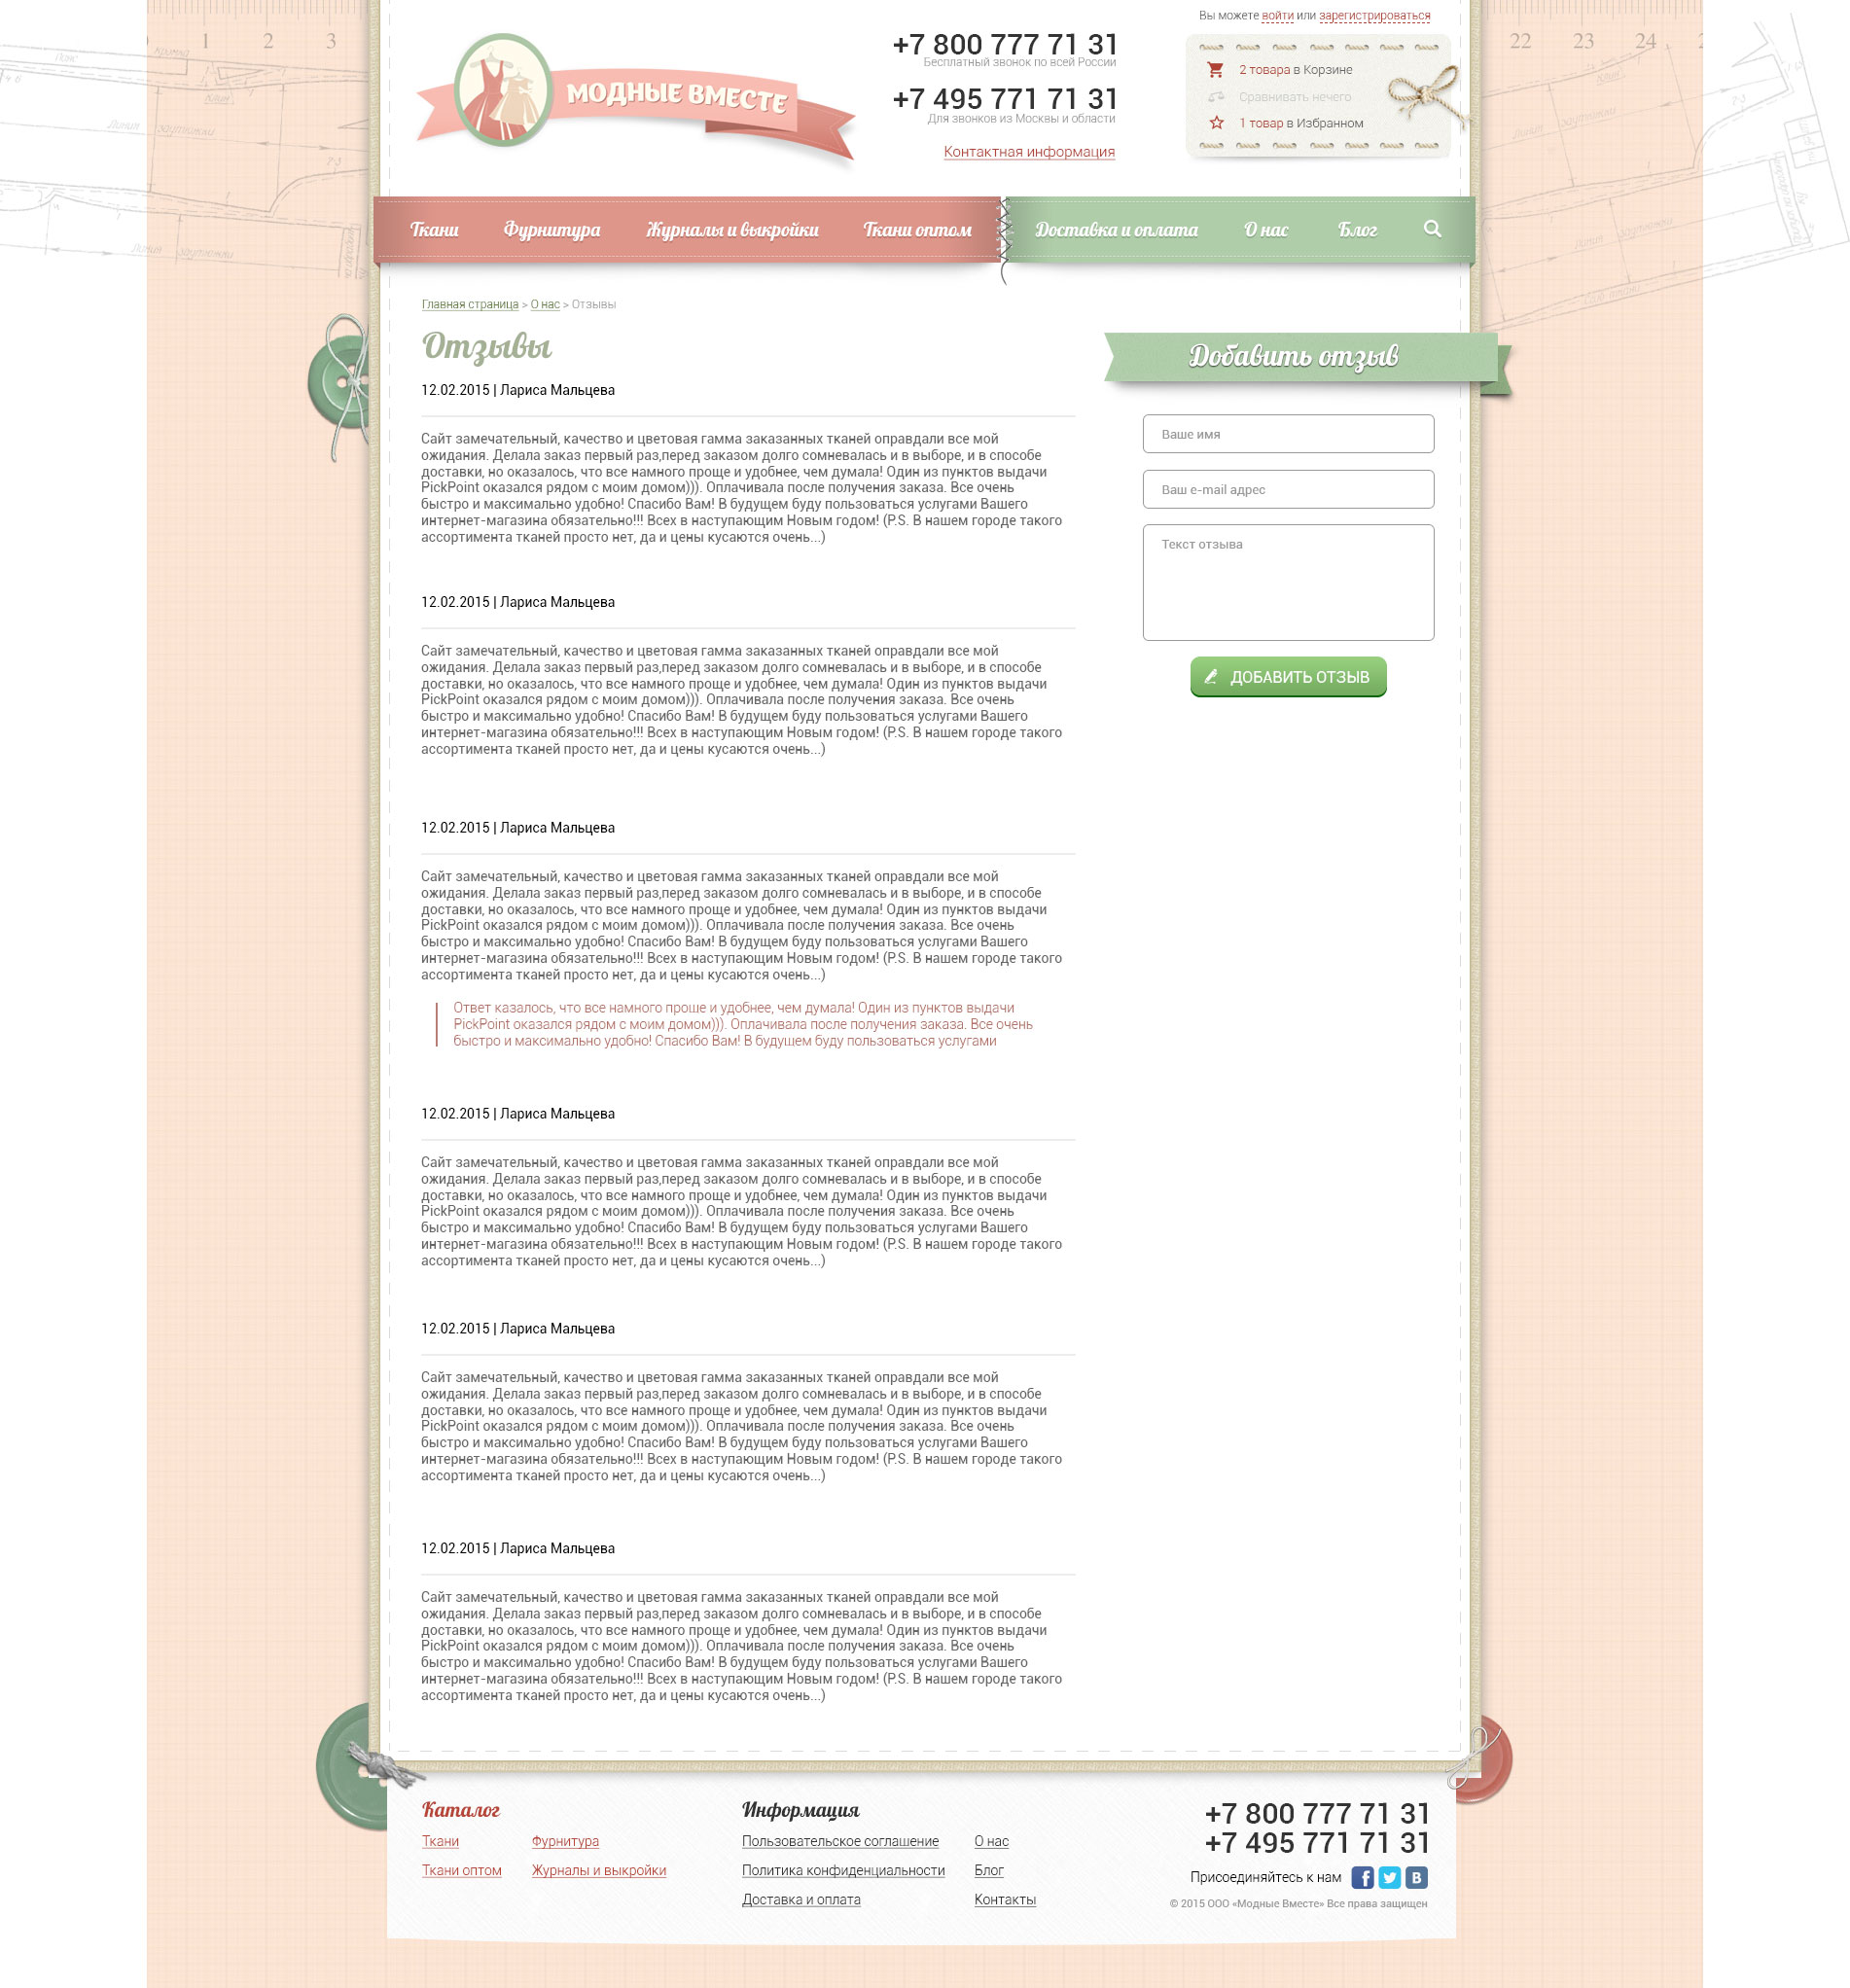 Вы можете войти или зарегистрироваться
1 2 3
22 23 24
МОДНЫЕ ВМЕСТЕ
+7 800 777 71 31
Бесплатный звонок по всей России
+7 495 771 71 31
Для звонков из Москвы и области
Контактная информация
2 товара в Корзине
Сравнивать нечего
1 товар в Избранном
Ткани Фурнитура Журналы и выкройки Ткани оптом Доставка и оплата О нас Блог
Главная страница > О нас > Отзывы
Отзывы
12.02.2015 | Лариса Мальцева
Сайт замечательный, качество и цветовая гамма заказанных тканей оправдали все мой
ожидания. Делала заказ первый раз,перед заказом долго сомневалась и в выборе, и в способе
доставки, но оказалось, что все намного проще и удобнее, чем думала! Один из пунктов выдачи
PickPoint оказался рядом с моим домом))). Оплачивала после получения заказа. Все очень
быстро и максимально удобно! Спасибо Вам! В будущем буду пользоваться услугами Вашего
интернет-магазина обязательно!!! Всех в наступающим Новым годом! (P.S. В нашем городе такого
ассортимента тканей просто нет, да и цены кусаются очень...)
12.02.2015 | Лариса Мальцева
Сайт замечательный, качество и цветовая гамма заказанных тканей оправдали все мой
ожидания. Делала заказ первый раз,перед заказом долго сомневалась и в выборе, и в способе
доставки, но оказалось, что все намного проще и удобнее, чем думала! Один из пунктов выдачи
PickPoint оказался рядом с моим домом))). Оплачивала после получения заказа. Все очень
быстро и максимально удобно! Спасибо Вам! В будущем буду пользоваться услугами Вашего
интернет-магазина обязательно!!! Всех в наступающим Новым годом! (P.S. В нашем городе такого
ассортимента тканей просто нет, да и цены кусаются очень...)
12.02.2015 | Лариса Мальцева
Сайт замечательный, качество и цветовая гамма заказанных тканей оправдали все мой
ожидания. Делала заказ первый раз,перед заказом долго сомневалась и в выборе, и в способе
доставки, но оказалось, что все намного проще и удобнее, чем думала! Один из пунктов выдачи
PickPoint оказался рядом с моим домом))). Оплачивала после получения заказа. Все очень
быстро и максимально удобно! Спасибо Вам! В будущем буду пользоваться услугами Вашего
интернет-магазина обязательно!!! Всех в наступающим Новым годом! (P.S. В нашем городе такого
ассортимента тканей просто нет, да и цены кусаются очень...)
Ответ казалось, что все намного проще и удобнее, чем думала! Один из пунктов выдачи
PickPoint оказался рядом с моим домом))). Оплачивала после получения заказа. Все очень
быстро и максимально удобно! Спасибо Вам! В будущем буду пользоваться услугами
12.02.2015 | Лариса Мальцева
Сайт замечательный, качество и цветовая гамма заказанных тканей оправдали все мой
ожидания. Делала заказ первый раз,перед заказом долго сомневалась и в выборе, и в способе
доставки, но оказалось, что все намного проще и удобнее, чем думала! Один из пунктов выдачи
PickPoint оказался рядом с моим домом))). Оплачивала после получения заказа. Все очень
быстро и максимально удобно! Спасибо Вам! В будущем буду пользоваться услугами Вашего
интернет-магазина обязательно!!! Всех в наступающим Новым годом! (P.S. В нашем городе такого
ассортимента тканей просто нет, да и цены кусаются очень...)
12.02.2015 | Лариса Мальцева
Сайт замечательный, качество и цветовая гамма заказанных тканей оправдали все мой
ожидания. Делала заказ первый раз,перед заказом долго сомневалась и в выборе, и в способе
доставки, но оказалось, что все намного проще и удобнее, чем думала! Один из пунктов выдачи
PickPoint оказался рядом с моим домом))). Оплачивала после получения заказа. Все очень
быстро и максимально удобно! Спасибо Вам! В будущем буду пользоваться услугами Вашего
интернет-магазина обязательно!!! Всех в наступающим Новым годом! (P.S. В нашем городе такого
ассортимента тканей просто нет, да и цены кусаются очень...)
12.02.2015 | Лариса Мальцева
Сайт замечательный, качество и цветовая гамма заказанных тканей оправдали все мой
ожидания. Делала заказ первый раз,перед заказом долго сомневалась и в выборе, и в способе
доставки, но оказалось, что все намного проще и удобнее, чем думала! Один из пунктов выдачи
PickPoint оказался рядом с моим домом))). Оплачивала после получения заказа. Все очень
быстро и максимально удобно! Спасибо Вам! В будущем буду пользоваться услугами Вашего
интернет-магазина обязательно!!! Всех в наступающим Новым годом! (P.S. В нашем городе такого
ассортимента тканей просто нет, да и цены кусаются очень...)
Добавить отзыв
Ваше имя
Ваш e-mail адрес
Текст отзыва
ДОБАВИТЬ ОТЗЫВ
Каталог
Ткани Фурнитура
Ткани оптом Журналы и выкройки
Информация
Пользовательское соглашение О нас
Политика конфиденциальности Блог
Доставка и оплата Контакты
+7 800 777 71 31
+7 495 771 71 31
Присоединяйтесь к нам
© 2015 ООО «Модные Вместе» Все права защищен